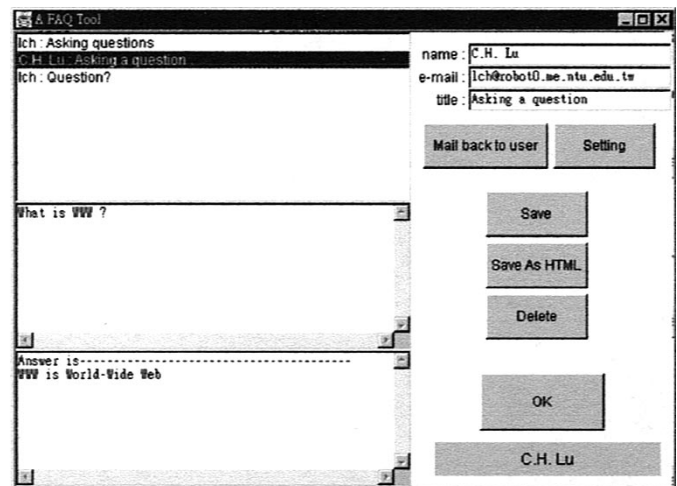 A FAQ Tool
lch : Asking questions
C.H. Lu : Asking a question
lch : Question?
What is WWW ?
Answer is----------------------------------------
WWW is World-Wide Web
name : C.H. Lu
e-mail : lch@robot0.me.ntu.edu.tw
title : Asking a question
Mail back to user
Setting
Save
Save As HTML
Delete
OK
C.H. Lu